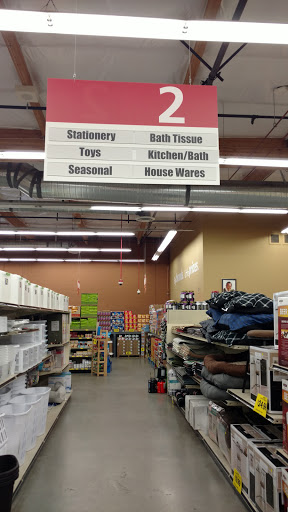 2
Stationery Bath Tissue
Toys Kitchen/Bath
Seasonal House Wares